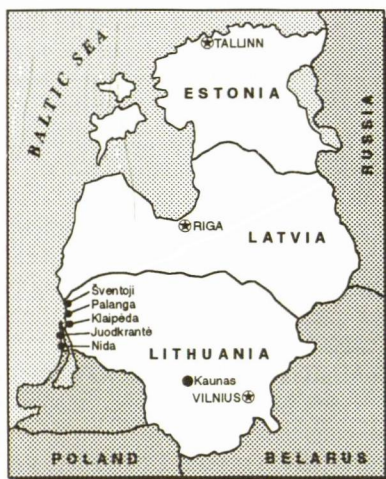 BALTIC SEA
TALLINN
ESTONIA
RUSSIA
RIGA
LATVIA
Šventoji
Palanga
Klaipėda
Juodkrantė
Nida
LITHUANIA
Kaunas
VILNIUS
POLAND
BELARUS